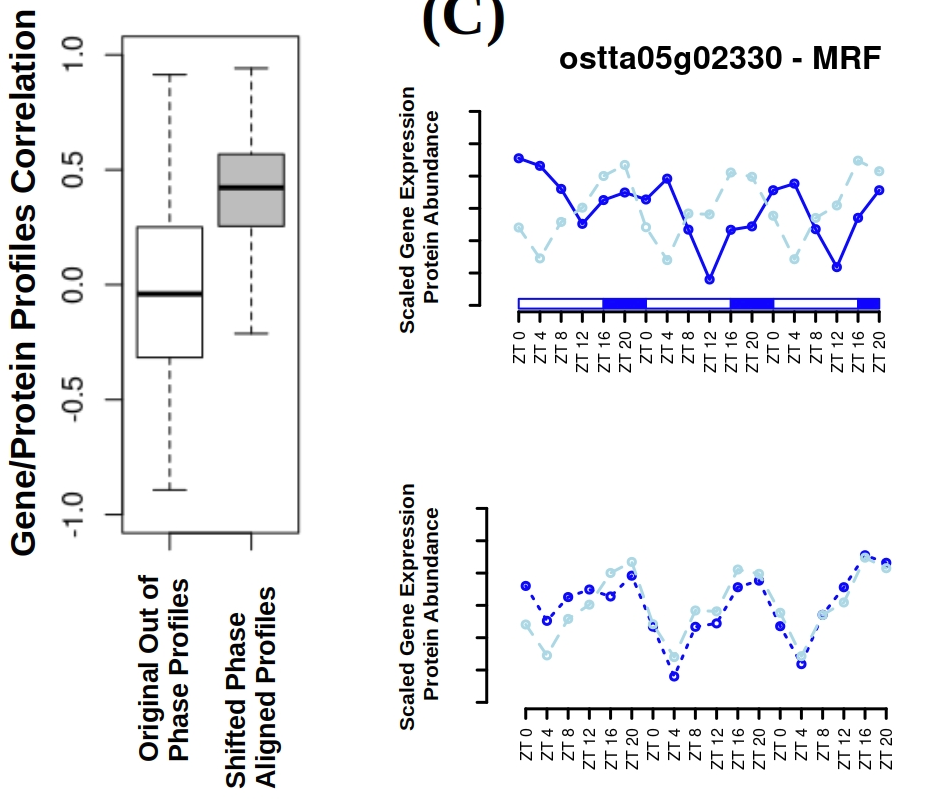 Gene/Protein Profiles Correlation
1.0
0.5
0.0
-0.5
-1.0
Original Out of
Phase Profiles
Shifted Phase
Aligned Profiles
(C)
ostta05g02330 - MRF
Scaled Gene Expression
Protein Abundance
ZT 0
ZT 4
ZT 8
ZT 12
ZT 16
ZT 20
ZT 0
ZT 4
ZT 8
ZT 12
ZT 16
ZT 20
ZT 0
ZT 4
ZT 8
ZT 12
ZT 16
ZT 20
Scaled Gene Expression
Protein Abundance
ZT 0
ZT 4
ZT 8
ZT 12
ZT 16
ZT 20
ZT 0
ZT 4
ZT 8
ZT 12
ZT 16
ZT 20
ZT 0
ZT 4
ZT 8
ZT 12
ZT 16
ZT 20